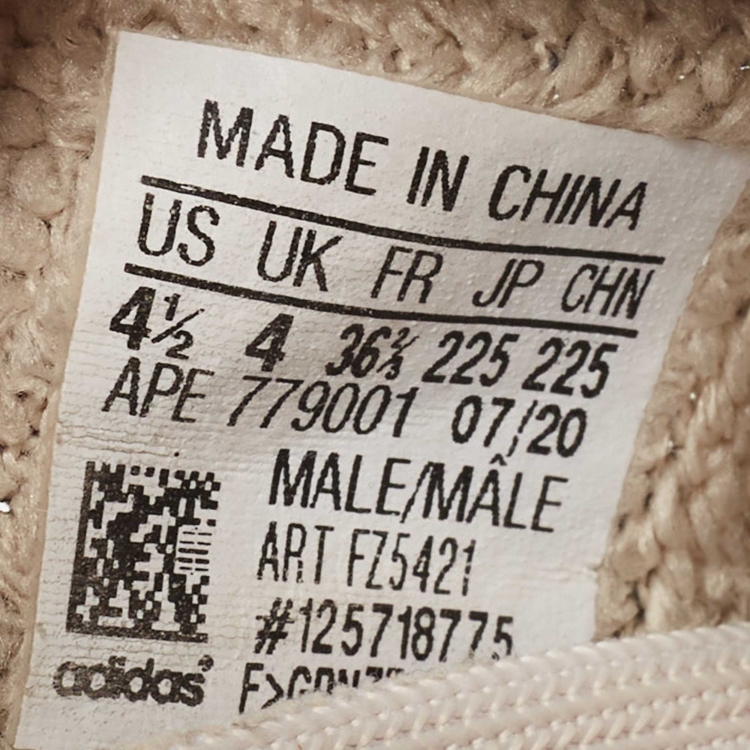 MADE IN CHINA
US UK FR JP CHN
4½ 4 36⅔ 225 225
APE 779001 07/20
MALE/MÂLE
ART FZ5421
#125718775
adidas